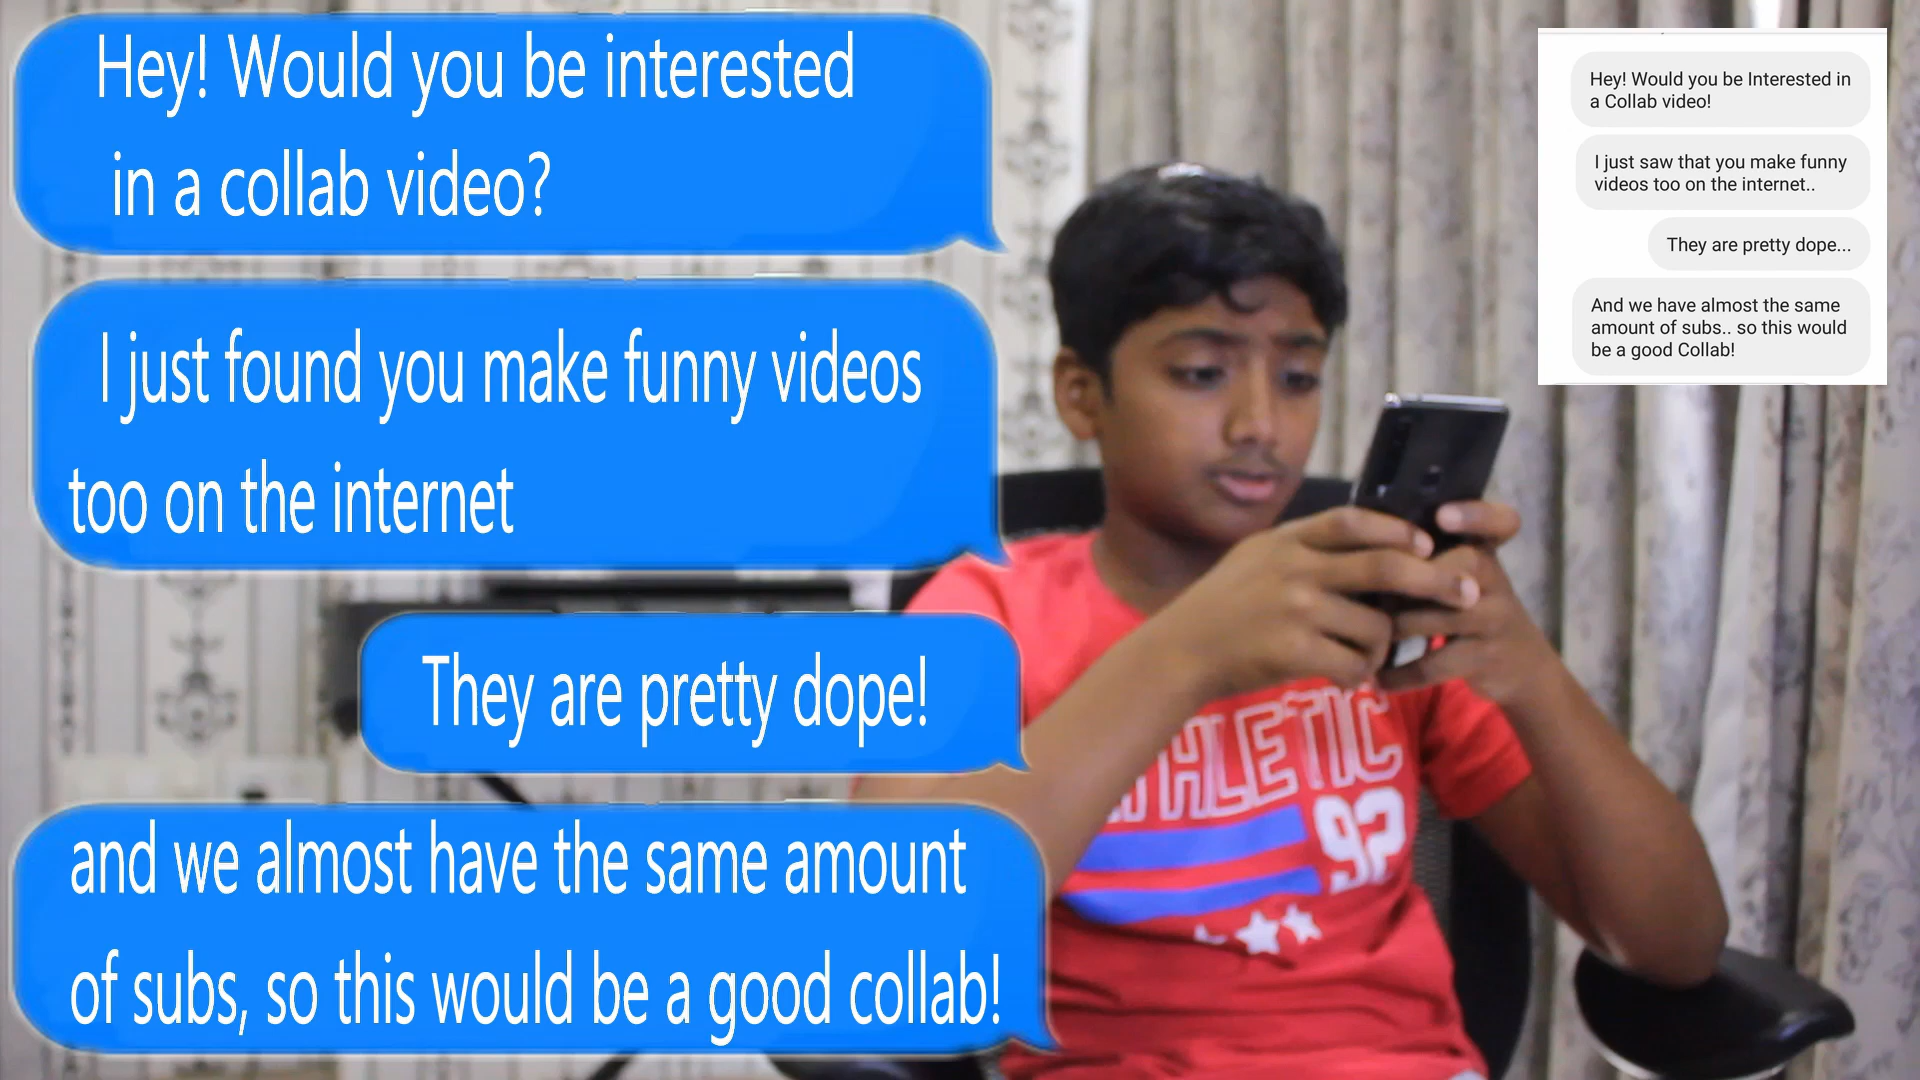 Hey! Would you be interested
in a collab video?
I just found you make funny videos
too on the internet
They are pretty dope!
and we almost have the same amount
of subs, so this would be a good collab!
Hey! Would you be Interested in
a Collab video!
I just saw that you make funny
videos too on the internet..
They are pretty dope...
And we have almost the same
amount of subs.. so this would
be a good Collab!
ATHLETIC
92